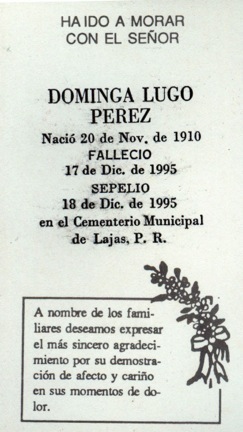 HA IDO A MORAR
CON EL SEÑOR
DOMINGA LUGO
PEREZ
Nació 20 de Nov. de 1910
FALLECIO
17 de Dic. de 1995
SEPELIO
18 de Dic. de 1995
en el Cementerio Municipal
de Lajas, P. R.
A nombre de los fami-
liares deseamos expresar
el más sincero agradeci-
miento por su demostra-
ción de afecto y cariño
en sus momentos de do-
lor.